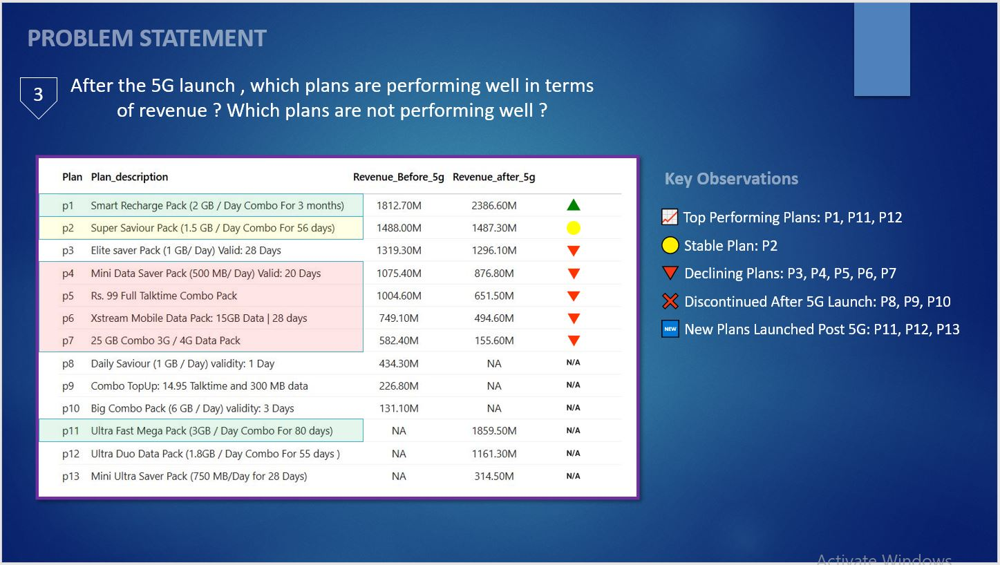 PROBLEM STATEMENT
3
After the 5G launch , which plans are performing well in terms
of revenue ? Which plans are not performing well ?
Plan Plan_description Revenue_Before_5g Revenue_after_5g
p1 Smart Recharge Pack (2 GB / Day Combo For 3 months) 1812.70M 2386.60M
p2 Super Saviour Pack (1.5 GB / Day Combo For 56 days) 1488.00M 1487.30M
p3 Elite saver Pack (1 GB/ Day) Valid: 28 Days 1319.30M 1296.10M
p4 Mini Data Saver Pack (500 MB/ Day) Valid: 20 Days 1075.40M 876.80M
p5 Rs. 99 Full Talktime Combo Pack 1004.60M 651.50M
p6 Xstream Mobile Data Pack: 15GB Data | 28 days 749.10M 494.60M
p7 25 GB Combo 3G / 4G Data Pack 582.40M 155.60M
p8 Daily Saviour (1 GB / Day) validity: 1 Day 434.30M NA N/A
p9 Combo TopUp: 14.95 Talktime and 300 MB data 226.80M NA N/A
p10 Big Combo Pack (6 GB / Day) validity: 3 Days 131.10M NA N/A
p11 Ultra Fast Mega Pack (3GB / Day Combo For 80 days) NA 1859.50M N/A
p12 Ultra Duo Data Pack (1.8GB / Day Combo For 55 days ) NA 1161.30M N/A
p13 Mini Ultra Saver Pack (750 MB/Day for 28 Days) NA 314.50M N/A
Key Observations
Top Performing Plans: P1, P11, P12
Stable Plan: P2
Declining Plans: P3, P4, P5, P6, P7
Discontinued After 5G Launch: P8, P9, P10
NEW New Plans Launched Post 5G: P11, P12, P13
Activate Windows